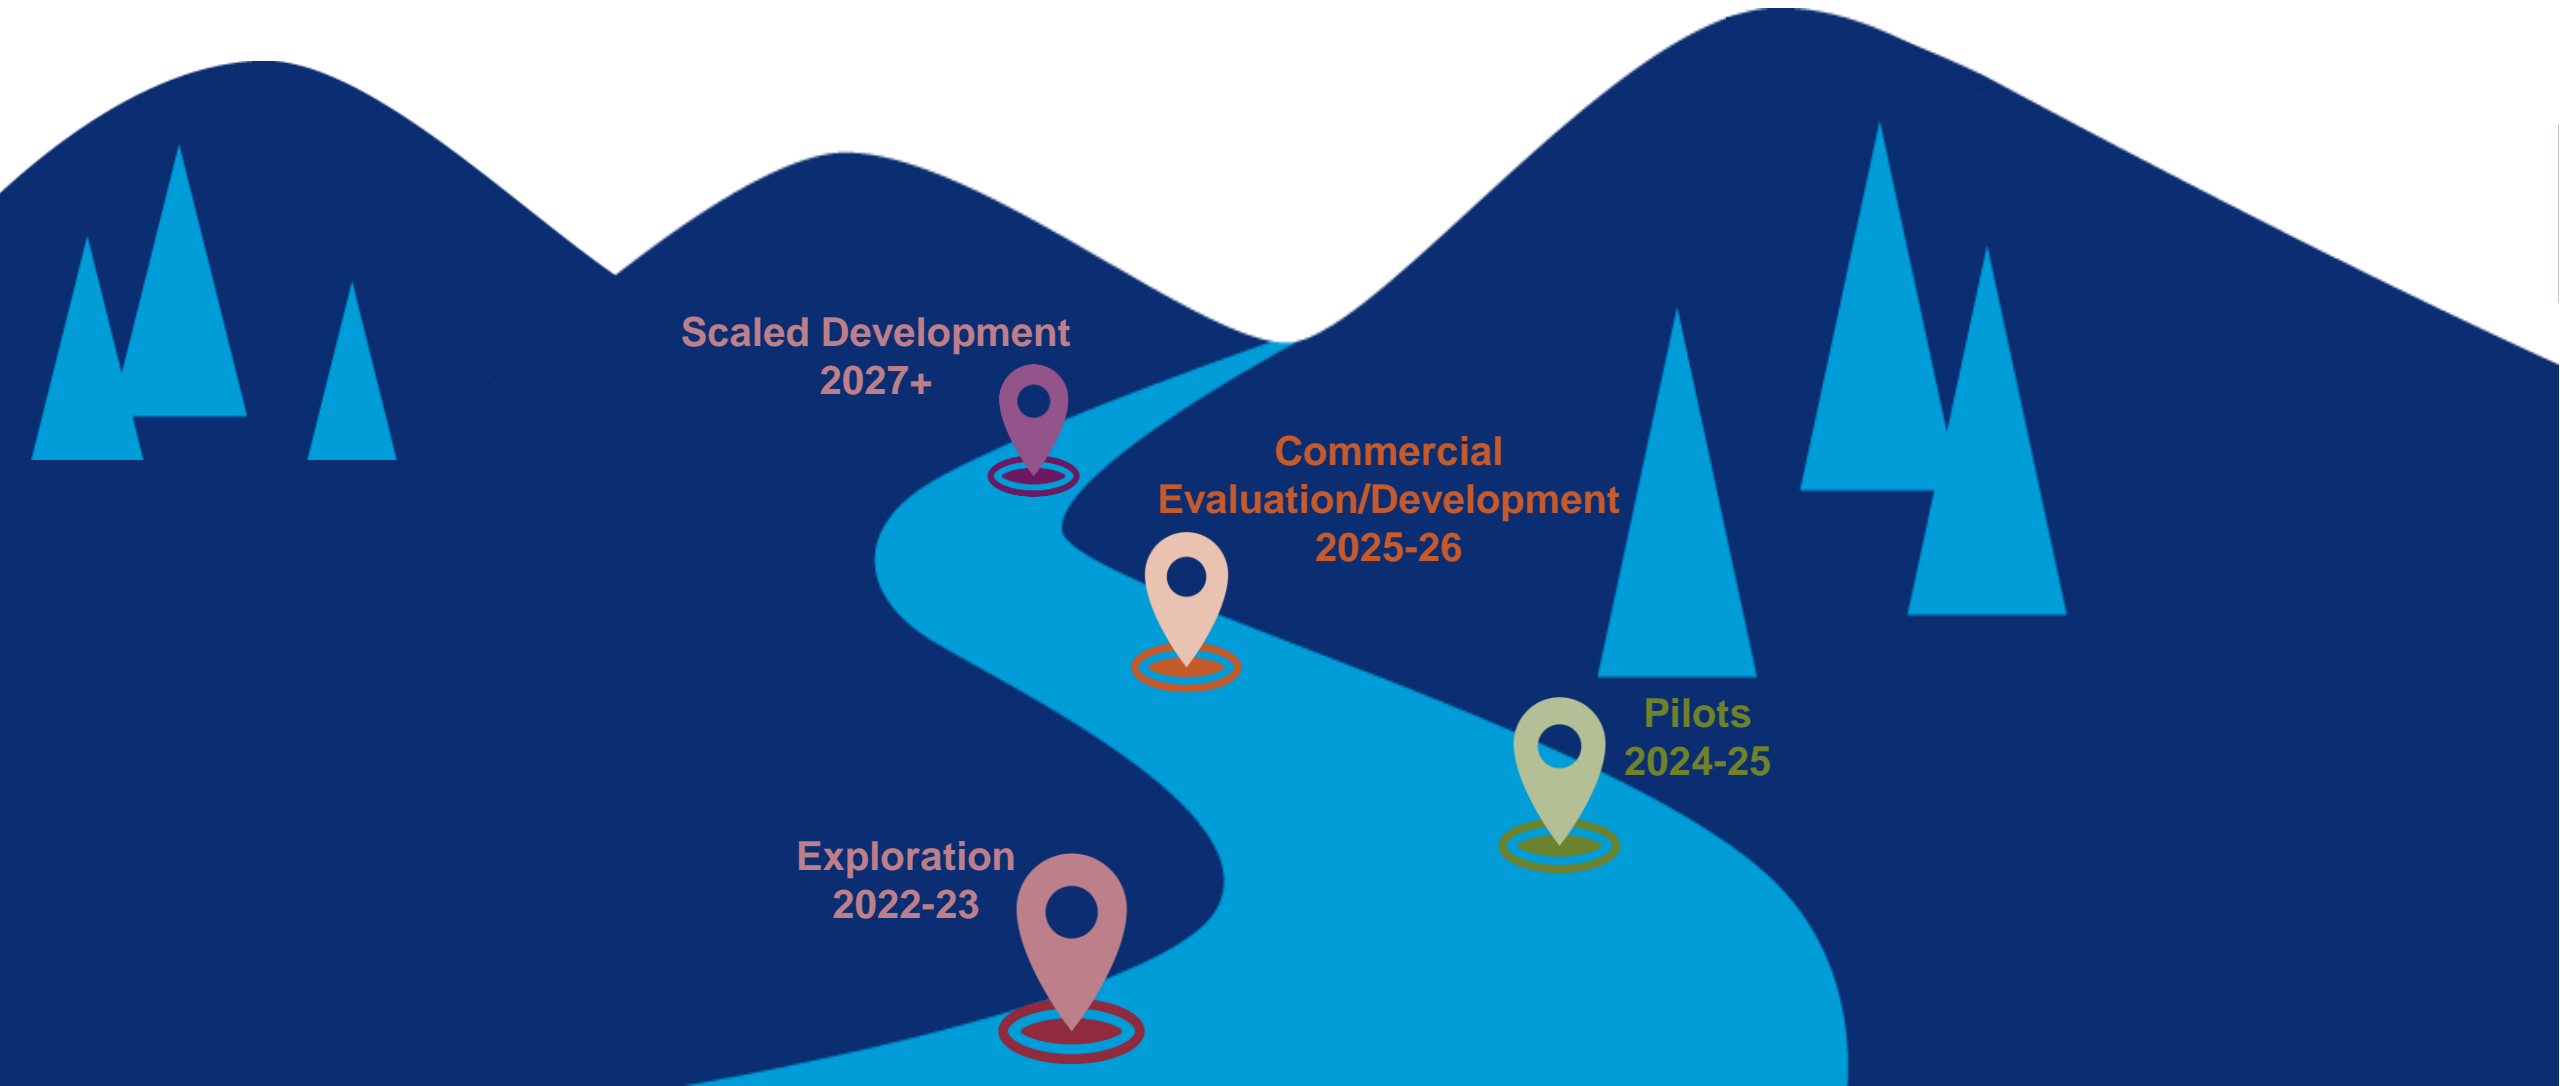 Scaled Development
2027+
Commercial
Evaluation/Development
2025-26
Pilots
2024-25
Exploration
2022-23